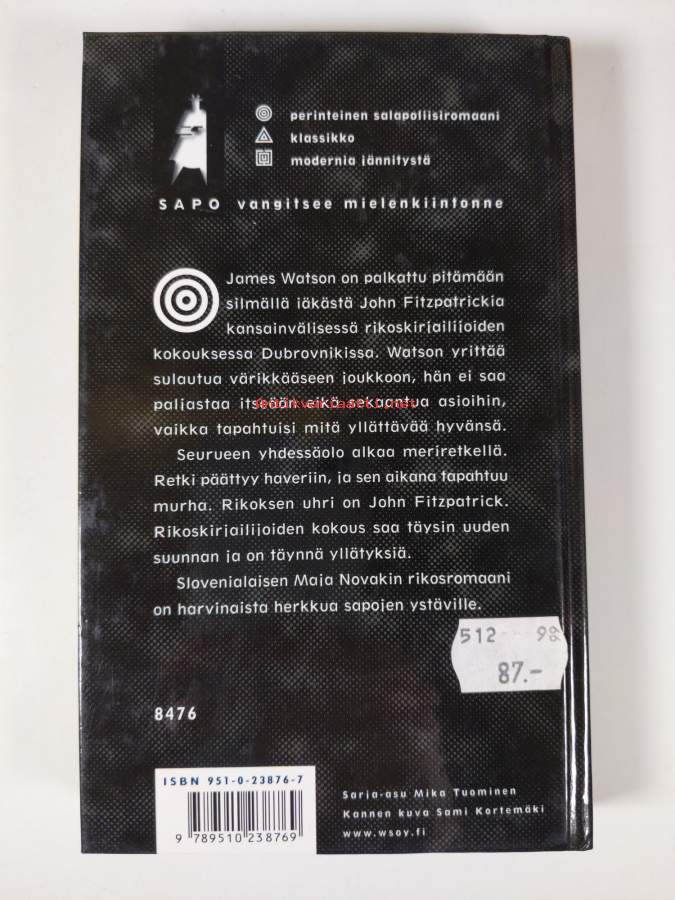 perinteinen salapoliisiromaani
klassikko
modernia jännitystä
SAPO vangitsee mielenkiintonne
James Watson on palkattu pitämään
silmällä iäkästä John Fitzpatrickia
kansainvälisessä rikoskirjailijoiden
kokouksessa Dubrovnikissa. Watson yrittää
sulautua värikkääseen joukkoon, hän ei saa
paljastaa itseään eikä sekaantua asioihin,
vaikka tapahtuisi mitä yllättävää hyvänsä.
Seurueen yhdessäolo alkaa meriretkellä.
Retki päättyy haveriin, ja sen aikana tapahtuu
murha. Rikoksen uhri on John Fitzpatrick.
Rikoskirjailijoiden kokous saa täysin uuden
suunnan ja on täynnä yllätyksiä.
Slovenialaisen Maja Novakin rikosromaani
on harvinaista herkkua sapojen ystäville.
512 99
87.-
8476
ISBN 951-0-23876-7
9 789510 238769
Sarja-asu Mika Tuominen
Kannen kuva Sami Kortemäki
www.wsoy.fi